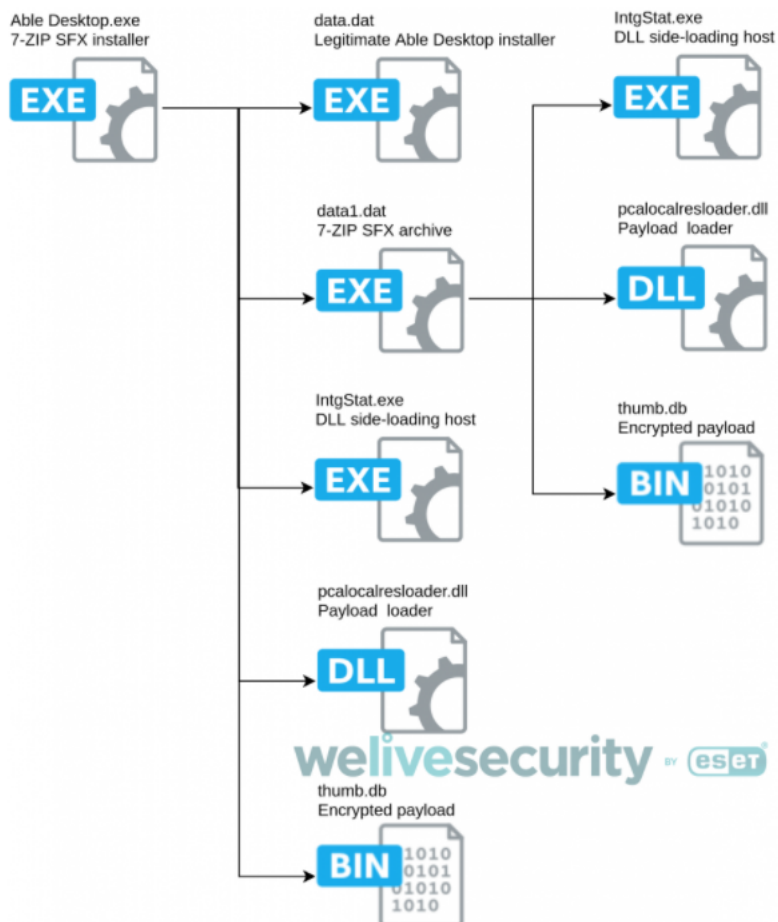 Able Desktop.exe
7-ZIP SFX installer
EXE
data.dat
Legitimate Able Desktop installer
EXE
IntgStat.exe
DLL side-loading host
EXE
data1.dat
7-ZIP SFX archive
EXE
pcalocalresloader.dll
Payload loader
DLL
IntgStat.exe
DLL side-loading host
EXE
thumb.db
Encrypted payload
BIN
1010
0101
01010
1010
pcalocalresloader.dll
Payload loader
DLL
welivesecurity BY eset®
thumb.db
Encrypted payload
BIN
1010
0101
01010
1010